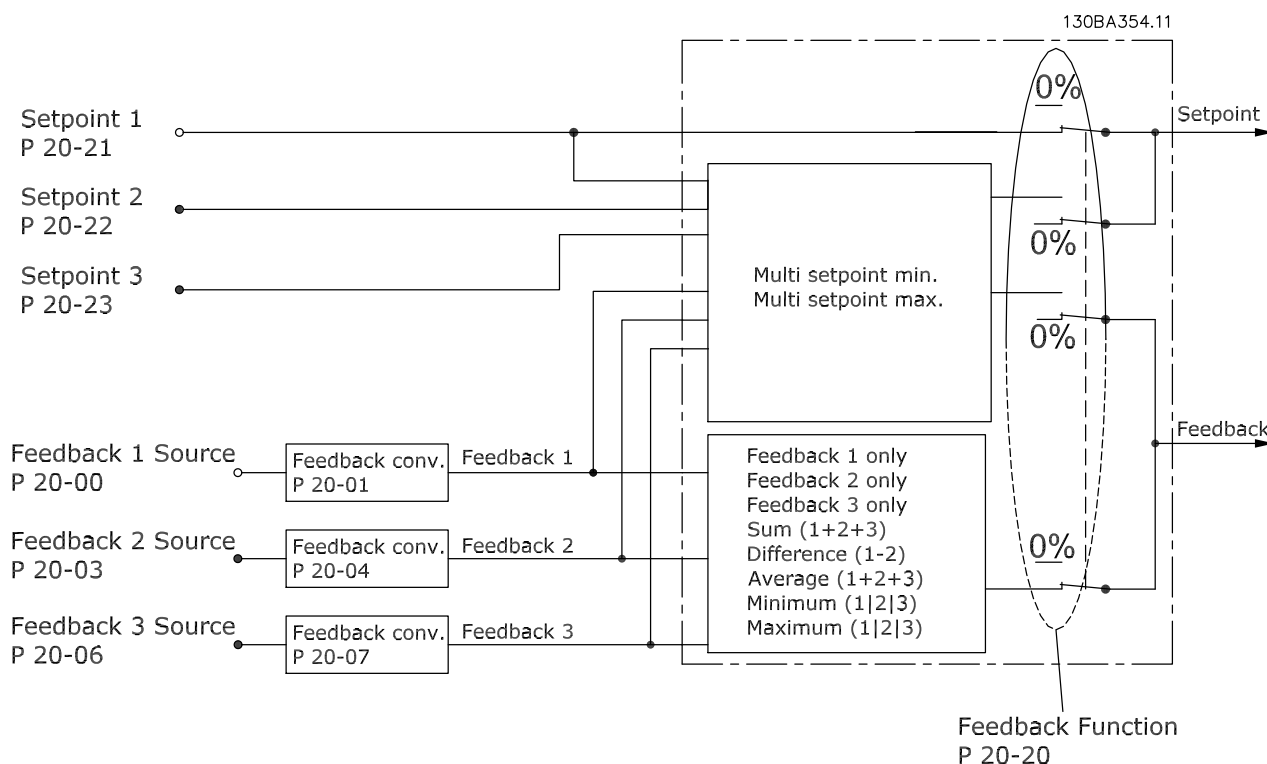 130BA354.11
0%
Setpoint 1
P 20-21
Setpoint
Setpoint 2
P 20-22
0%
Setpoint 3
P 20-23
Multi setpoint min.
Multi setpoint max.
0%
Feedback
Feedback 1 Source
P 20-00
Feedback conv.
P 20-01
Feedback 1
Feedback 1 only
Feedback 2 only
Feedback 3 only
Sum (1+2+3)
Difference (1-2)
Average (1+2+3)
Minimum (1|2|3)
Maximum (1|2|3)
0%
Feedback 2 Source
P 20-03
Feedback conv.
P 20-04
Feedback 2
Feedback 3 Source
P 20-06
Feedback conv.
P 20-07
Feedback 3
Feedback Function
P 20-20